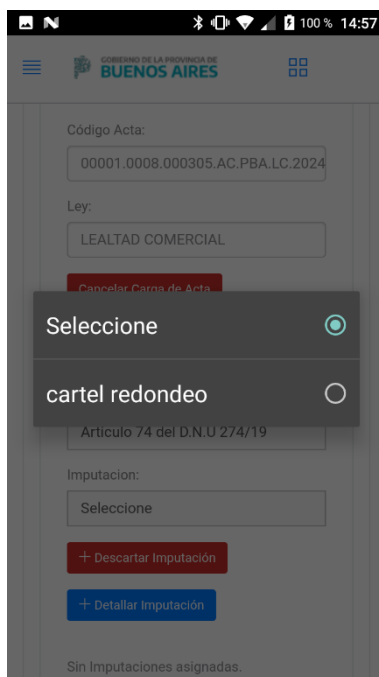 100 % 14:57
GOBIERNO DE LA PROVINCIA DE
BUENOS AIRES
Código Acta:
00001.0008.000305.AC.PBA.LC.2024
Ley:
LEALTAD COMERCIAL
Cancelar Carga de Acta
Seleccione
cartel redondeo
Artículo 74 del D.N.U 274/19
Imputacion:
Seleccione
+ Descartar Imputación
+ Detallar Imputación
Sin Imputaciones asignadas.